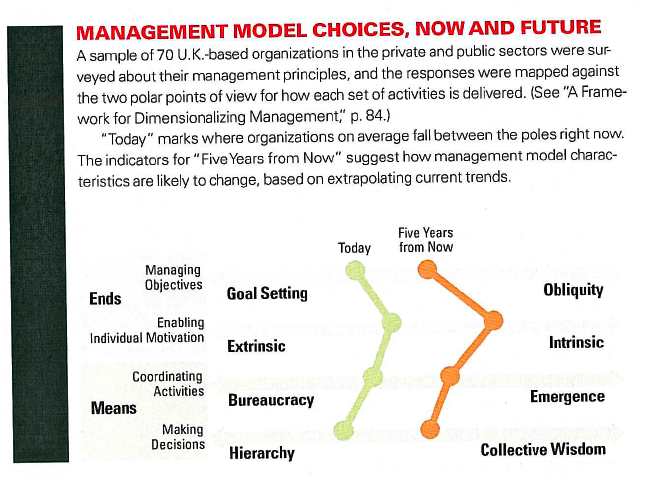 MANAGEMENT MODEL CHOICES, NOW AND FUTURE
A sample of 70 U.K.-based organizations in the private and public sectors were sur-
veyed about their management principles, and the responses were mapped against
the two polar points of view for how each set of activities is delivered. (See “A Frame-
work for Dimensionalizing Management,” p. 84.)
“Today” marks where organizations on average fall between the poles right now.
The indicators for “Five Years from Now” suggest how management model charac-
teristics are likely to change, based on extrapolating current trends.
Today
Five Years
from Now
Ends
Managing
Objectives
Goal Setting
Obliquity
Enabling
Individual Motivation
Extrinsic
Intrinsic
Means
Coordinating
Activities
Bureaucracy
Emergence
Making
Decisions
Hierarchy
Collective Wisdom